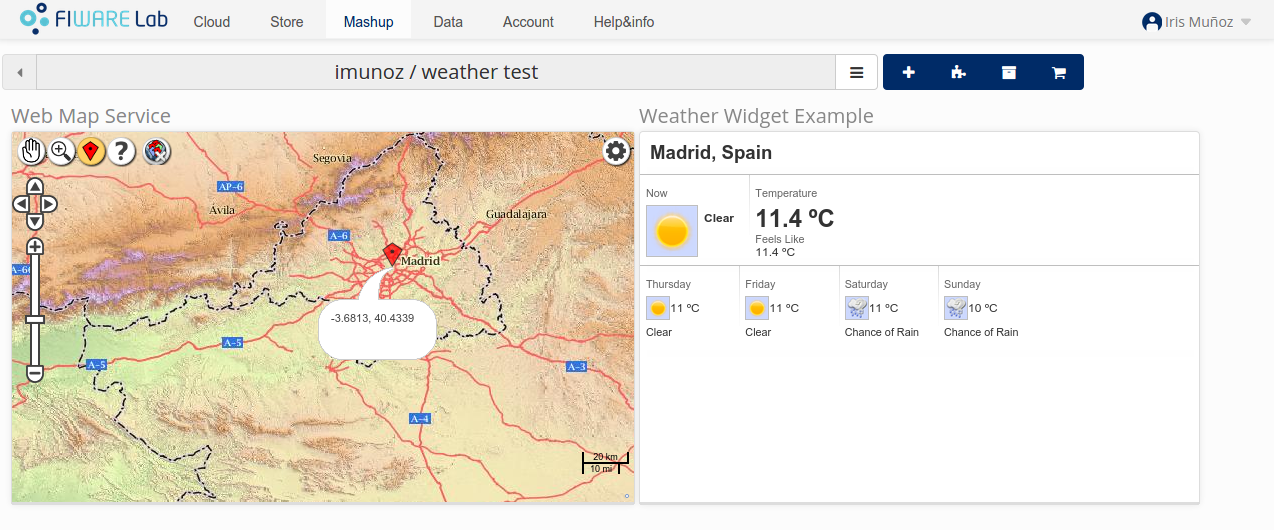 FIWARE Lab Cloud Store Mashup Data Account Help&info Iris Muñoz
imunoz / weather test
Web Map Service
Segovia
AP-6
Ávila
Guadalajara
A-6
Madrid
A-66
-3.6813, 40.4339
A-5
A-5
A-3
A-4
20 km
10 mi
Weather Widget Example
Madrid, Spain
Now
Clear
Temperature
11.4 ºC
Feels Like
11.4 ºC
Thursday
11 ºC
Clear
Friday
11 ºC
Clear
Saturday
11 ºC
Chance of Rain
Sunday
10 ºC
Chance of Rain